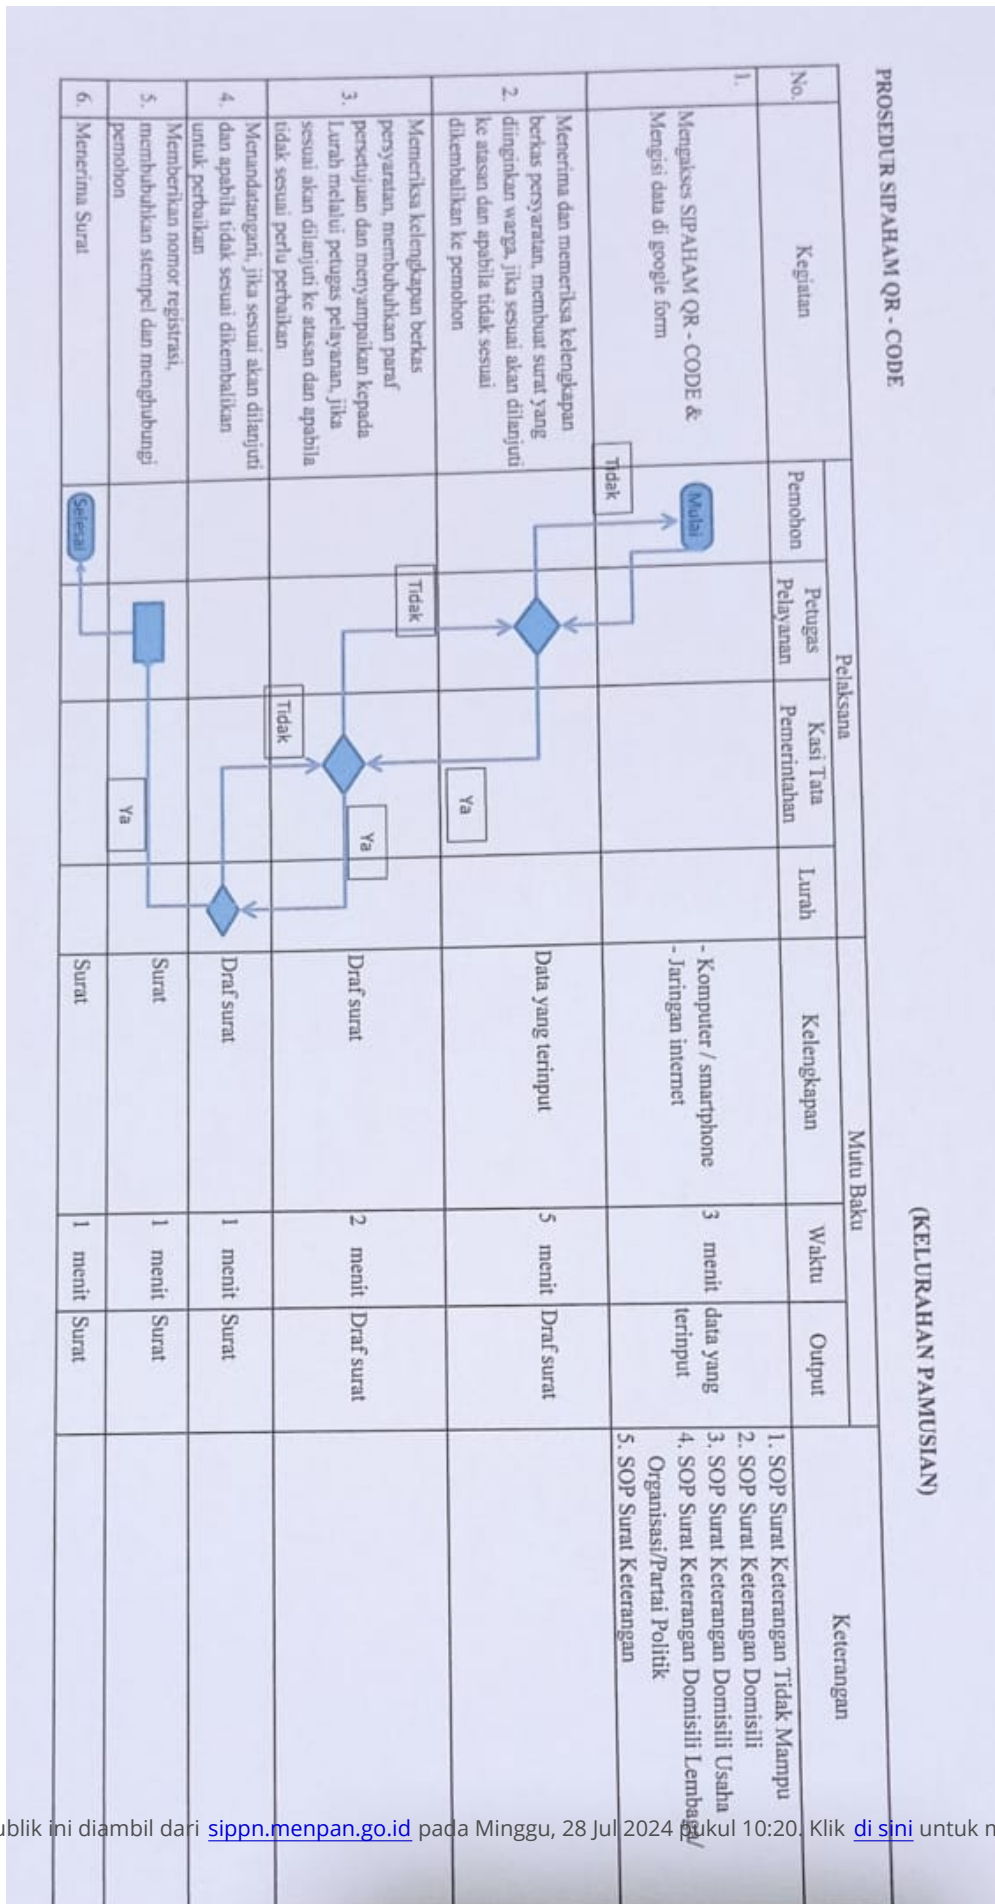 PROSEDUR SIPAHAM QR - CODE
(KELURAHAN PAMUSIAN)
No.
Kegiatan
Pelaksana
Mutu Baku
Keterangan
Pemohon
Petugas
Pelayanan
Kasi Tata
Pemerintahan
Lurah
Kelengkapan
Waktu
Output
1.
Mengakses SIPAHAM QR - CODE &
Mengisi data di google form
Mulai
Tidak
- Komputer / smartphone
- Jaringan internet
3 menit
data yang
terinput
1. SOP Surat Keterangan Tidak Mampu
2. SOP Surat Keterangan Domisili
3. SOP Surat Keterangan Domisili Usaha
4. SOP Surat Keterangan Domisili Lembaga/
Organisasi/Partai Politik
5. SOP Surat Keterangan
2.
Menerima dan memeriksa kelengkapan
berkas persyaratan, membuat surat yang
diinginkan warga, jika sesuai akan dilanjuti
ke atasan dan apabila tidak sesuai
dikembalikan ke pemohon
Tidak
Ya
Data yang terinput
5 menit
Draf surat
3.
Memeriksa kelengkapan berkas
persyaratan, membubuhkan paraf
persetujuan dan menyampaikan kepada
Lurah melalui petugas pelayanan, jika
sesuai akan dilanjuti ke atasan dan apabila
tidak sesuai perlu perbaikan
Tidak
Ya
Draf surat
2 menit
Draf surat
4.
Menandatangani, jika sesuai akan dilanjuti
dan apabila tidak sesuai dikembalikan
untuk perbaikan
Draf surat
1 menit
Surat
5.
Memberikan nomor registrasi,
membubuhkan stempel dan menghubungi
pemohon
Ya
Surat
1 menit
Surat
6.
Menerima Surat
Selesai
Surat
1 menit
Surat
ublik ini diambil dari sippn.menpan.go.id pada Minggu, 28 Jul 2024 pukul 10:20. Klik di sini untuk m